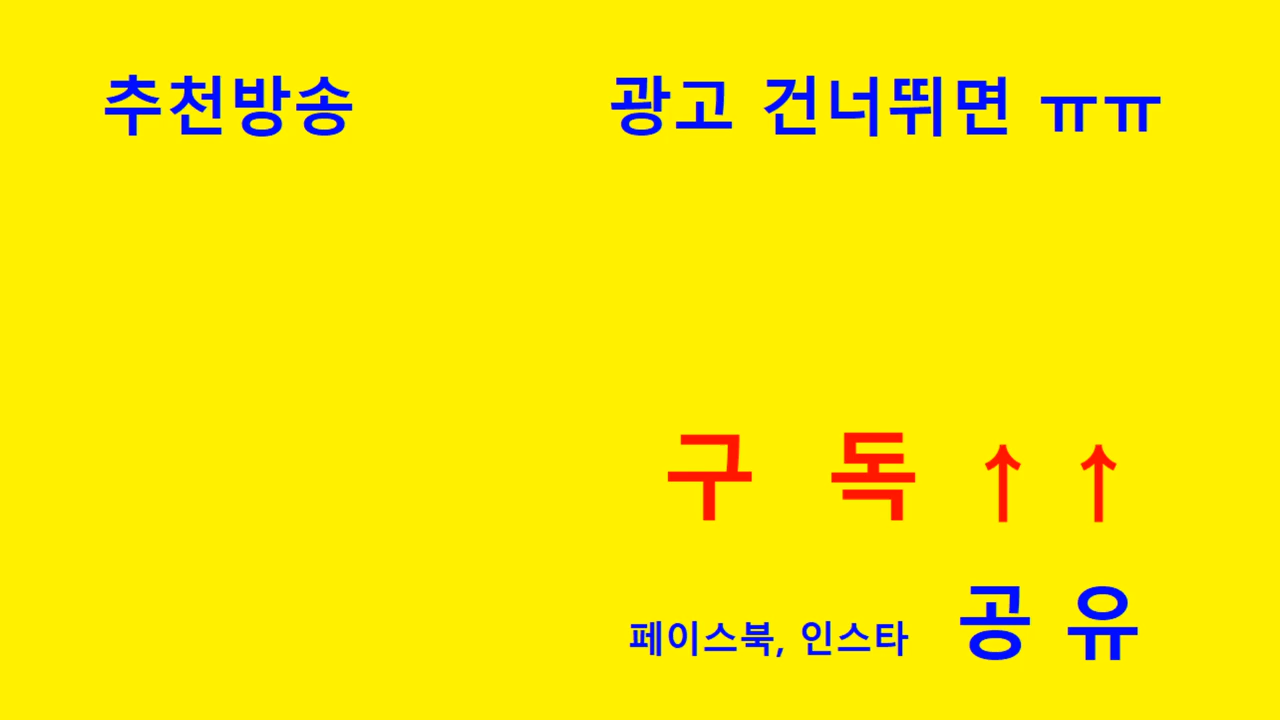 추천방송 광고 건너뛰면 ㅠㅠ
구 독 ↑ ↑
페이스북, 인스타 공 유